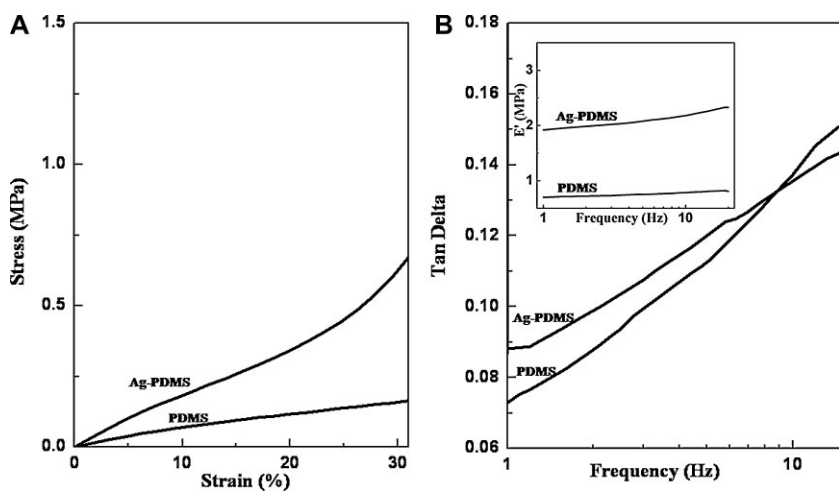 A
1.5
1.0
0.5
0.0
Stress (MPa)
Ag-PDMS
PDMS
0
10
20
30
Strain (%)
B
0.18
0.16
0.14
0.12
0.10
0.08
0.06
Tan Delta
Ag-PDMS
PDMS
1
10
Frequency (Hz)
3
2
1
E' (MPa)
Ag-PDMS
PDMS
1
10
Frequency (Hz)